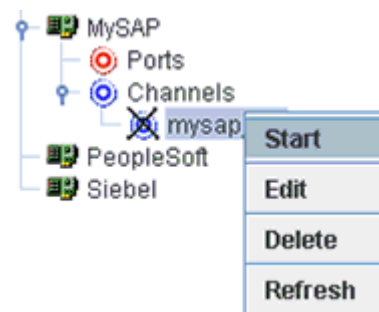 MySAP
Ports
Channels
mysap
Start
PeopleSoft
Siebel
Edit
Delete
Refresh